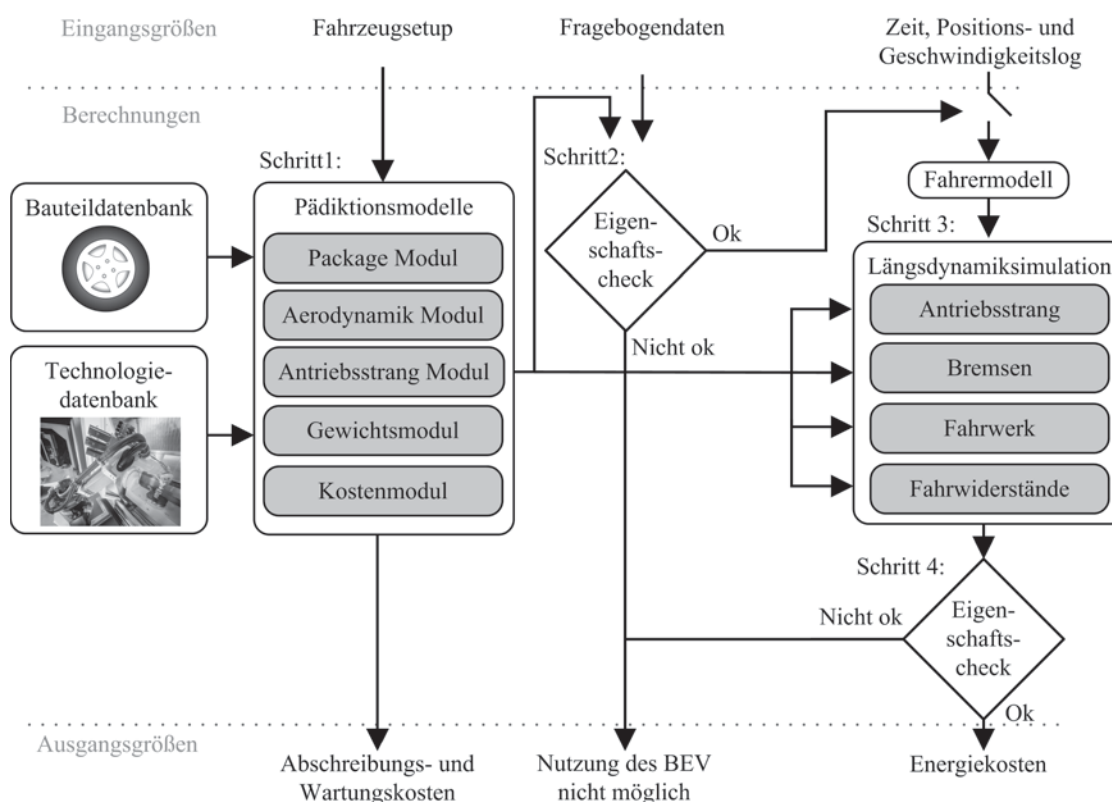 Eingangsgrößen
Fahrzeugsetup
Fragebogendaten
Zeit, Positions- und
Geschwindigkeitslog
Berechnungen
Schritt1:
Schritt2:
Fahrermodell
Bauteildatenbank
Pädiktionsmodelle
Eigen-
schafts-
check
Ok
Schritt 3:
Package Modul
Längsdynamiksimulation
Aerodynamik Modul
Antriebsstrang
Nicht ok
Technologie-
datenbank
Antriebsstrang Modul
Bremsen
Gewichtsmodul
Fahrwerk
Kostenmodul
Fahrwiderstände
Schritt 4:
Nicht ok
Eigen-
schafts-
check
Ok
Ausgangsgrößen
Abschreibungs- und
Wartungskosten
Nutzung des BEV
nicht möglich
Energiekosten